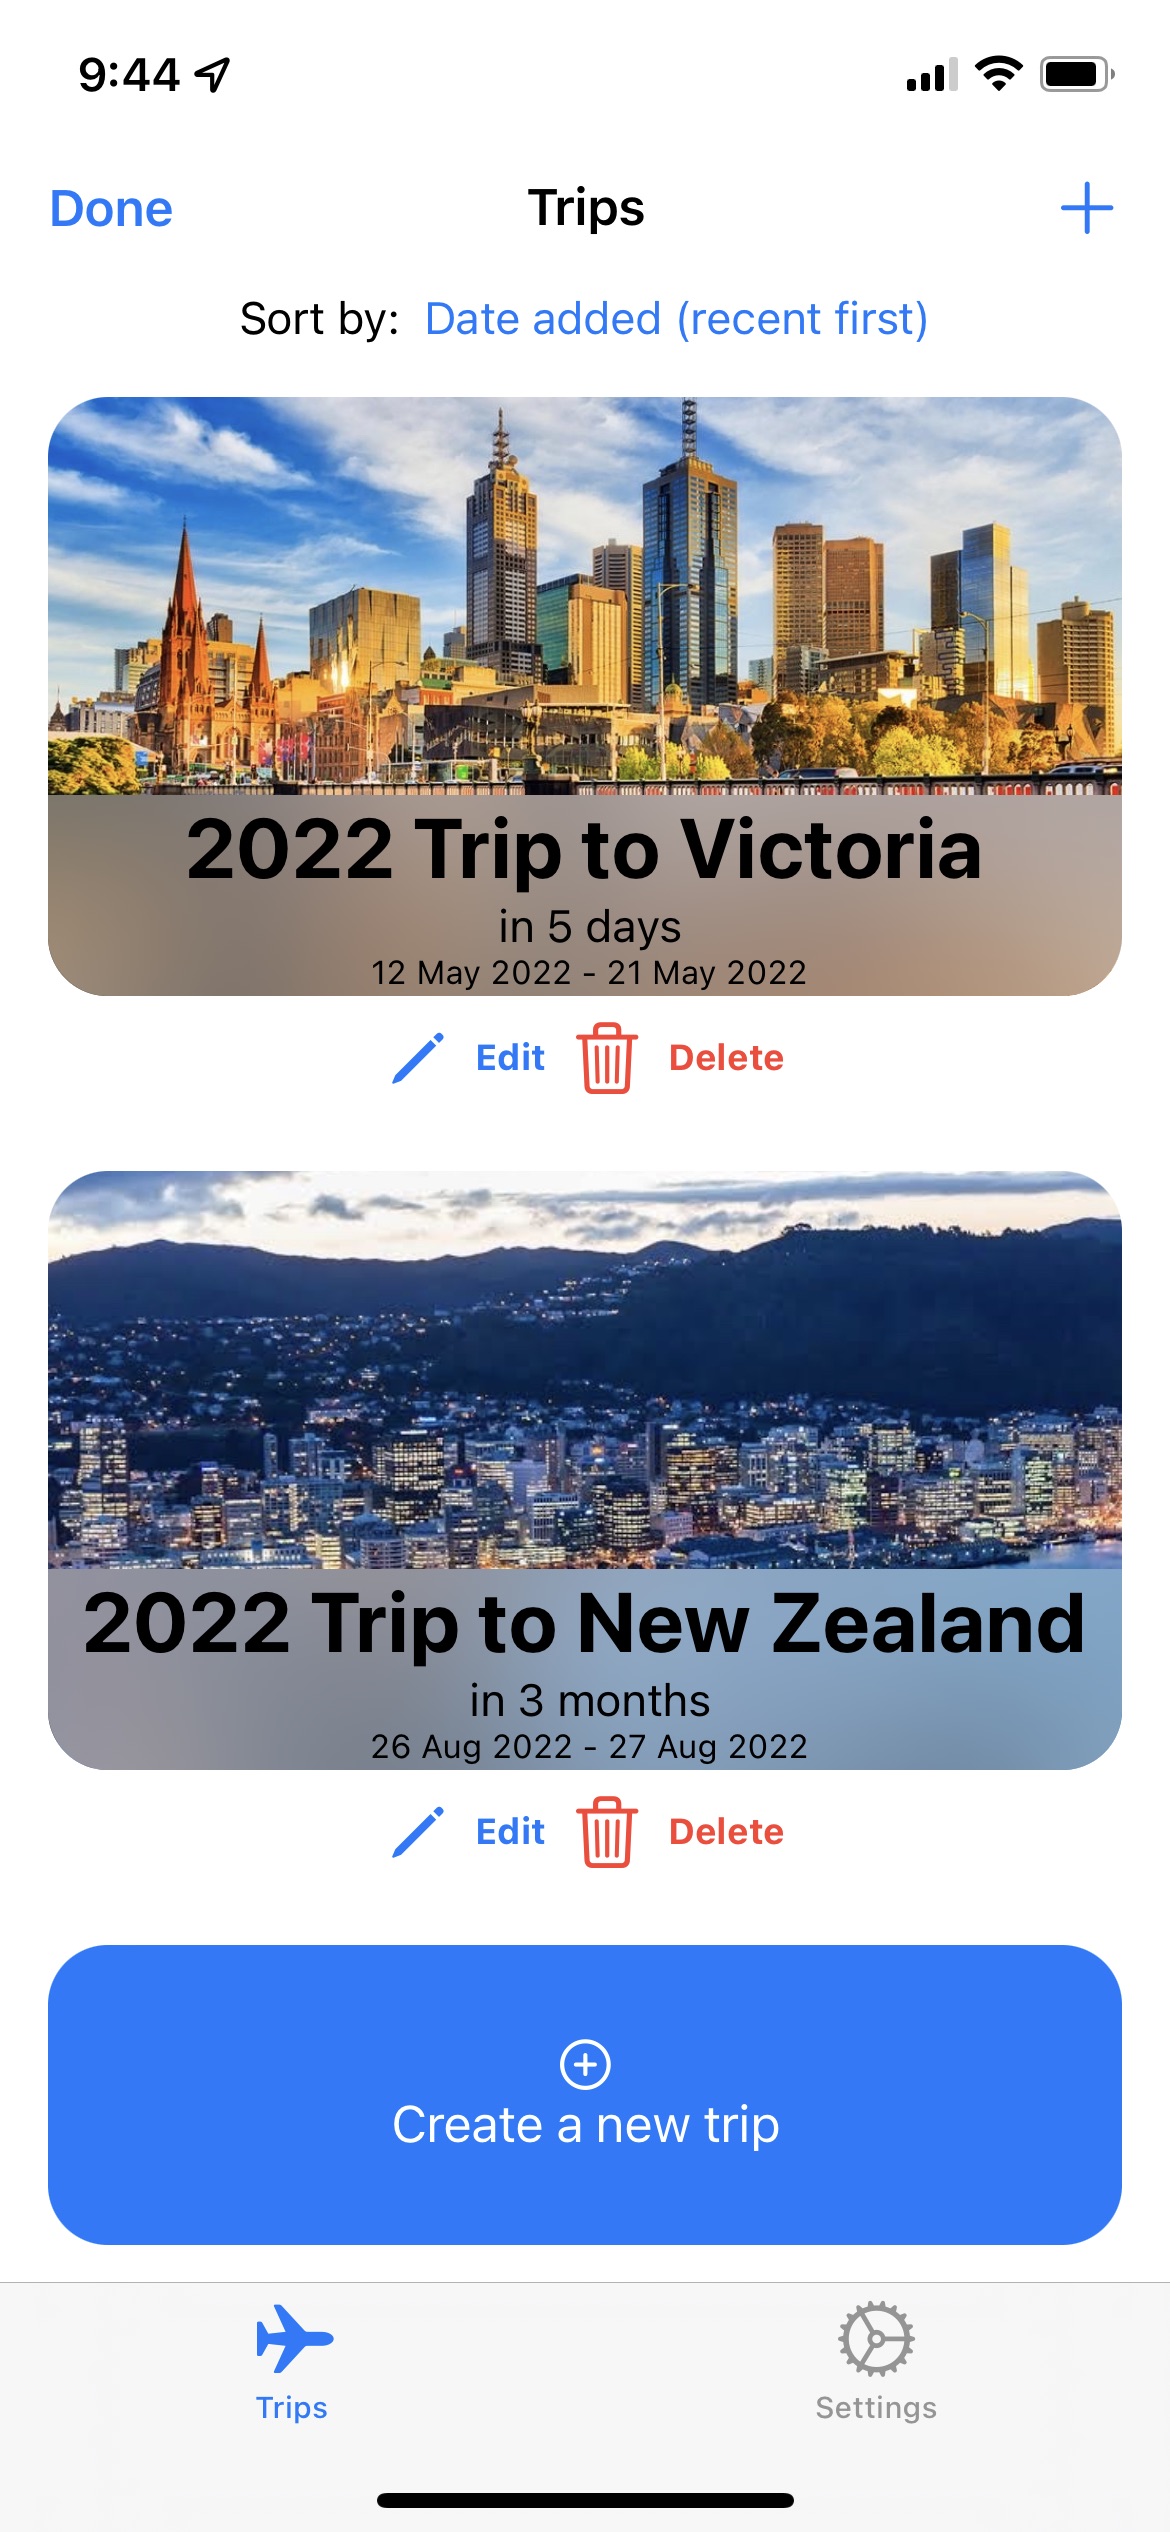 9:44
Done Trips
Sort by: Date added (recent first)
2022 Trip to Victoria
in 5 days
12 May 2022 - 21 May 2022
Edit Delete
2022 Trip to New Zealand
in 3 months
26 Aug 2022 - 27 Aug 2022
Edit Delete
Create a new trip
Trips Settings